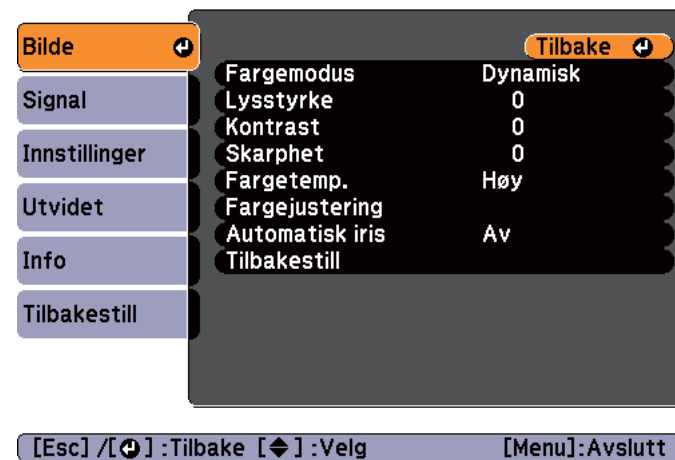 Bilde
Signal
Innstillinger
Utvidet
Info
Tilbakestill
Tilbake
Fargemodus Dynamisk
Lysstyrke 0
Kontrast 0
Skarphet 0
Fargetemp. Høy
Fargejustering
Automatisk iris Av
Tilbakestill
[Esc] /[⏎] :Tilbake [◆] :Velg [Menu]:Avslutt